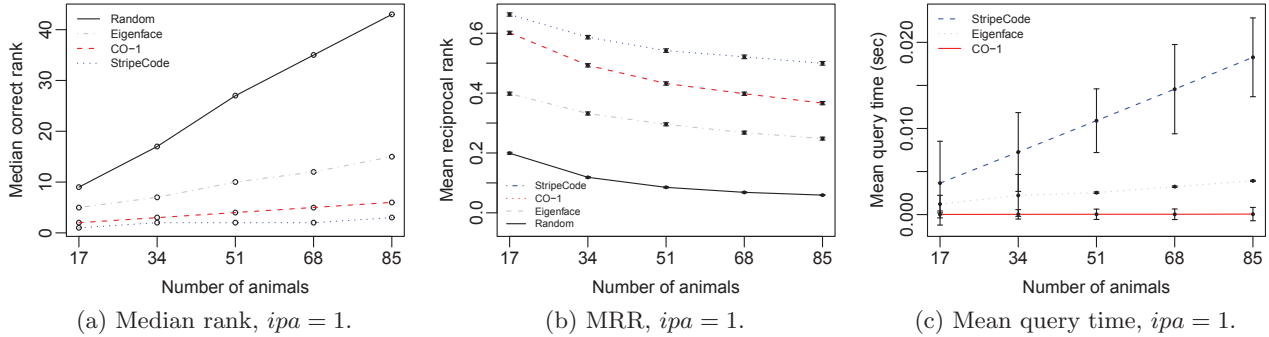 Median correct rank
40
30
20
10
0
Random
Eigenface
CO−1
StripeCode
17 34 51 68 85
Number of animals
(a) Median rank, ipa = 1.
Mean reciprocal rank
0.6
0.4
0.2
0.0
StripeCode
CO−1
Eigenface
Random
17 34 51 68 85
Number of animals
(b) MRR, ipa = 1.
Mean query time (sec)
0.020
0.010
0.000
StripeCode
Eigenface
CO−1
17 34 51 68 85
Number of animals
(c) Mean query time, ipa = 1.